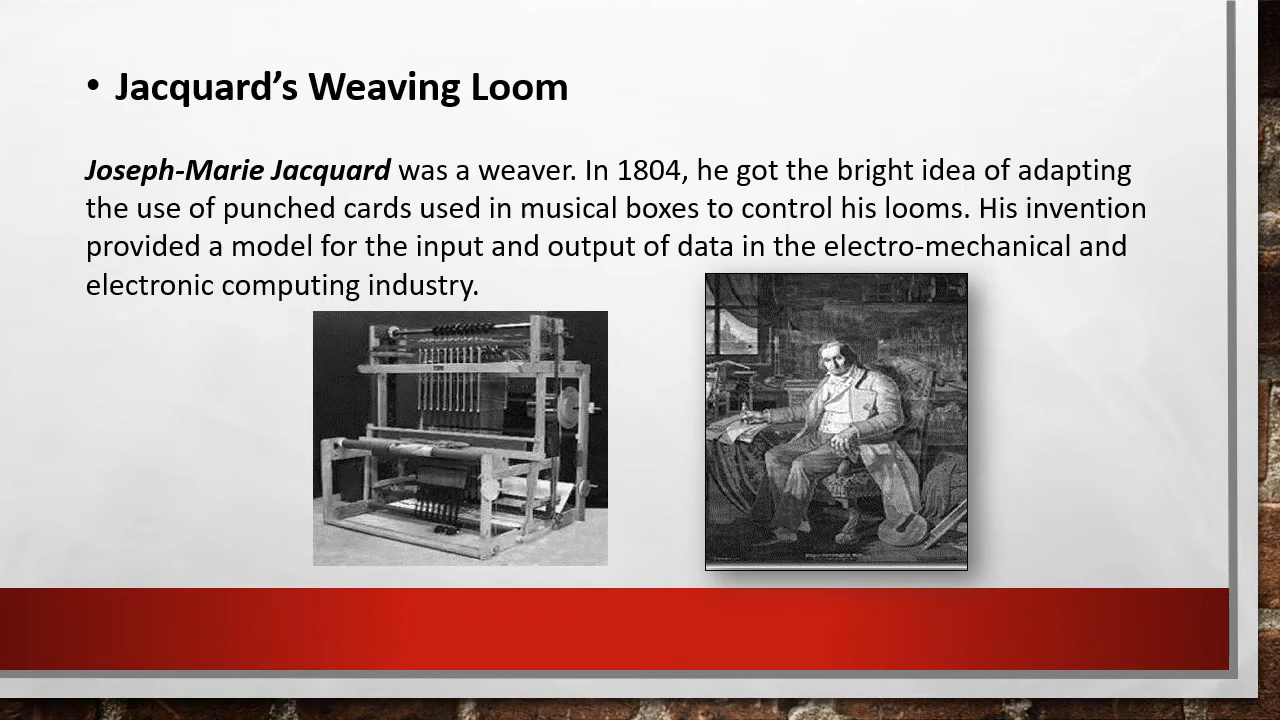 • Jacquard’s Weaving Loom
Joseph-Marie Jacquard was a weaver. In 1804, he got the bright idea of adapting
the use of punched cards used in musical boxes to control his looms. His invention
provided a model for the input and output of data in the electro-mechanical and
electronic computing industry.